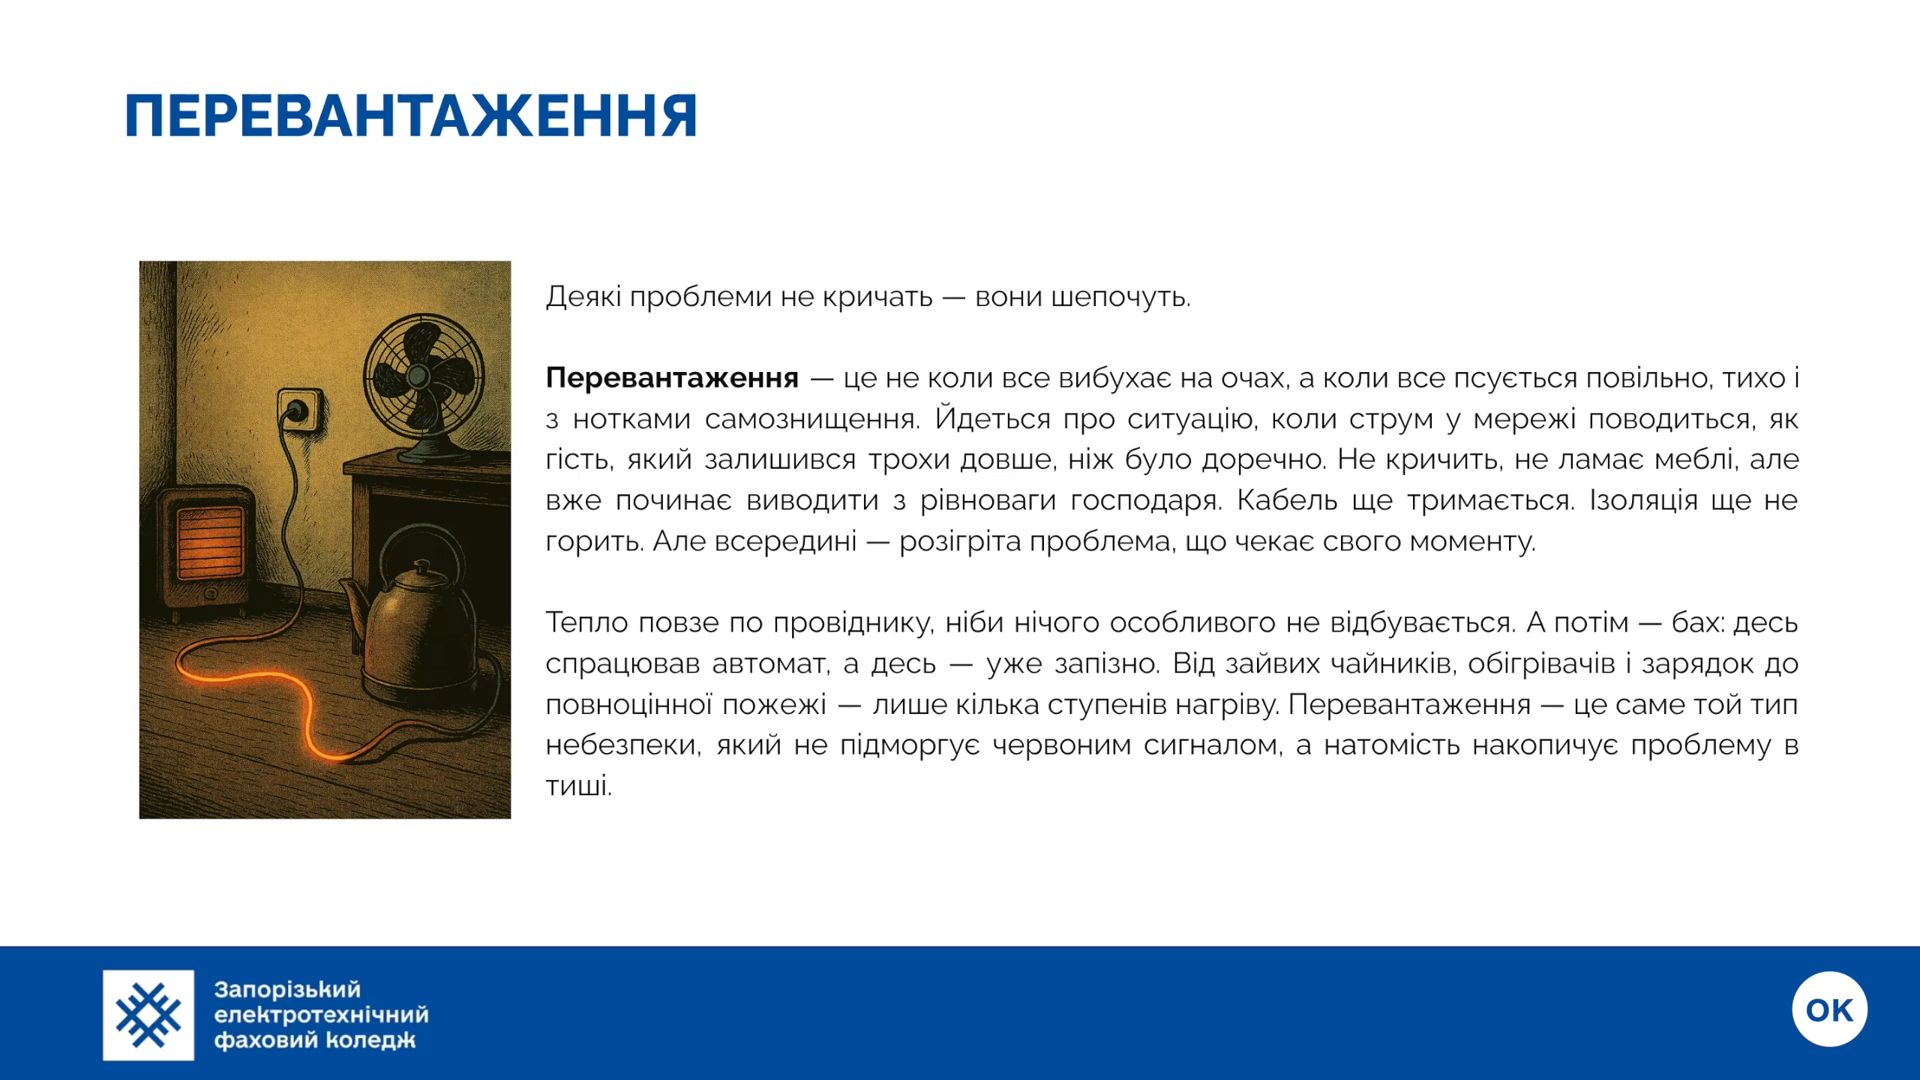 ПЕРЕВАНТАЖЕННЯ
Деякі проблеми не кричать — вони шепочуть.
Перевантаження — це не коли все вибухає на очах, а коли все псується повільно, тихо і
з нотками самознищення. Йдеться про ситуацію, коли струм у мережі поводиться, як
гість, який залишився трохи довше, ніж було доречно. Не кричить, не ламає меблі, але
вже починає виводити з рівноваги господаря. Кабель ще тримається. Ізоляція ще не
горить. Але всередині — розігріта проблема, що чекає свого моменту.
Тепло повзе по провіднику, ніби нічого особливого не відбувається. А потім — бах: десь
спрацював автомат, а десь — уже запізно. Від зайвих чайників, обігрівачів і зарядок до
повноцінної пожежі — лише кілька ступенів нагріву. Перевантаження — це саме той тип
небезпеки, який не підморгує червоним сигналом, а натомість накопичує проблему в
тиші.
Запорізький
електротехнічний
фаховий коледж
ОК